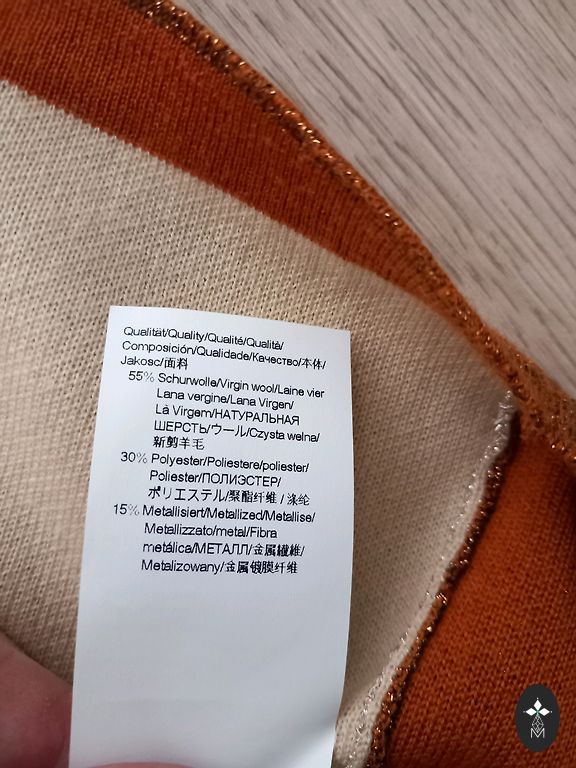 Qualität/Quality/Qualité/Qualità/
Composición/Qualidade/Качество/本体/
Jakosc/面料
55% Schurwolle/Virgin wool/Laine vier
Lana vergine/Lana Virgen/
Là Virgem/НАТУРАЛЬНАЯ
ШЕРСТЬ/ウール/Czysta welna/
新剪羊毛
30% Polyester/Poliestere/poliester/
Poliester/ПОЛИЭСТЕР/
ポリエステル/聚酯纤维 / 涤纶
15% Metallisiert/Metallized/Metallise/
Metallizzato/metal/Fibra
metálica/МЕТАЛЛ/金属繊維/
Metalizowany/金属镀膜纤维
M